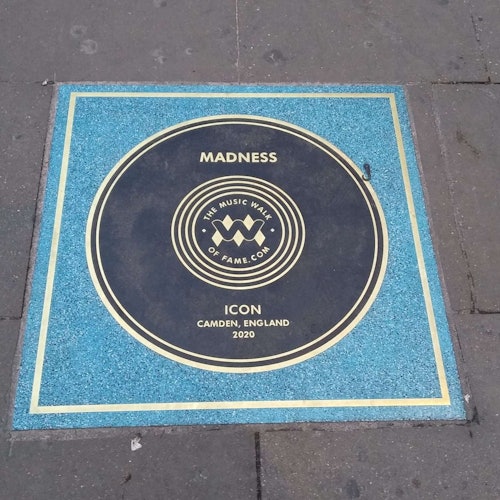 MADNESS
THE MUSIC WALK
OF FAME.COM
ICON
CAMDEN, ENGLAND
2020